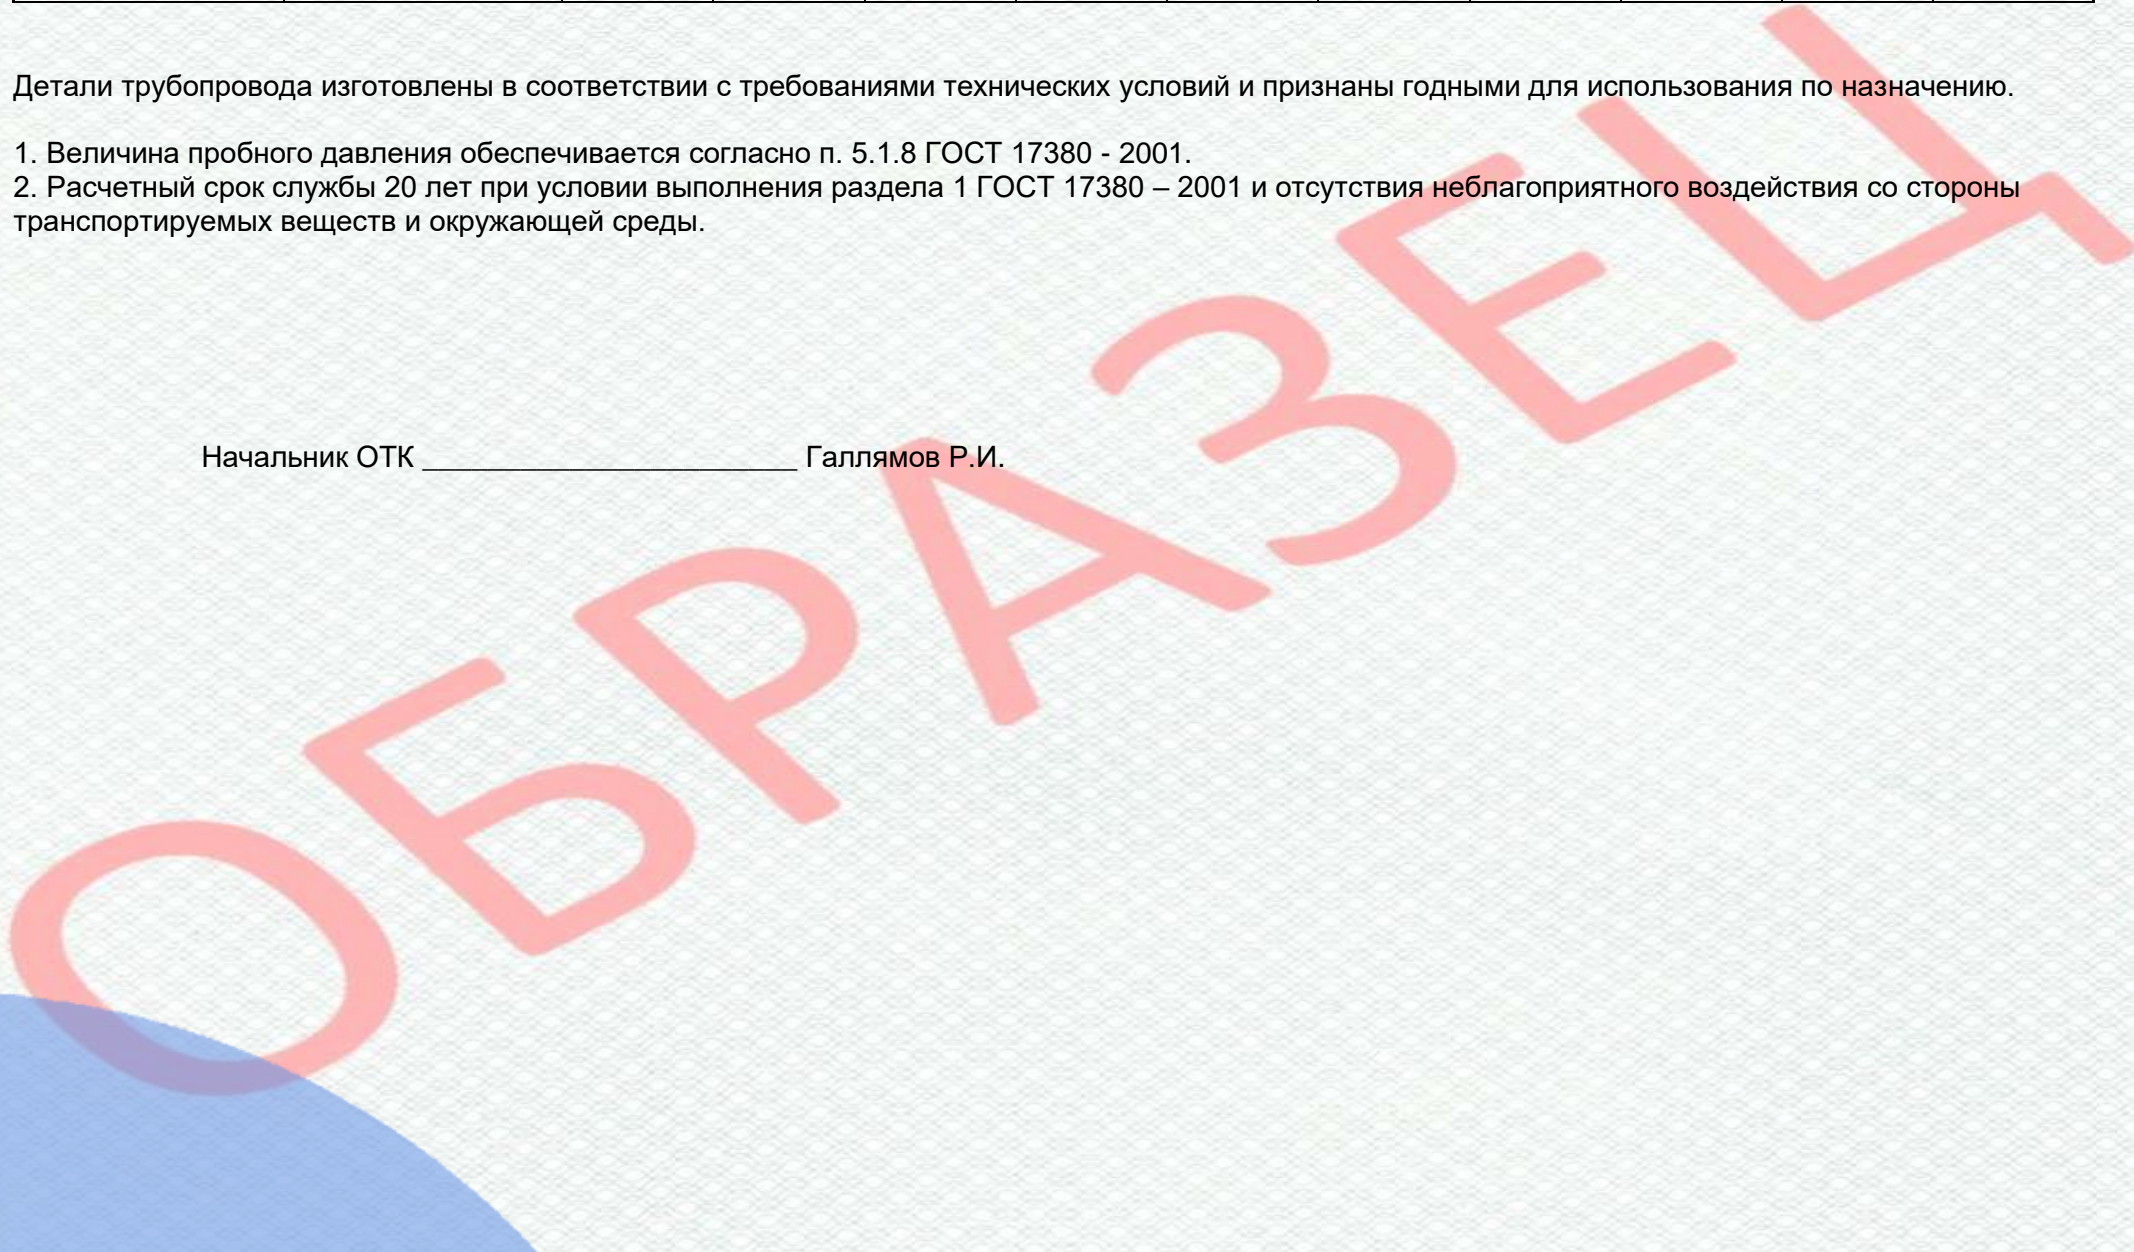 Детали трубопровода изготовлены в соответствии с требованиями технических условий и признаны годными для использования по назначению.
1. Величина пробного давления обеспечивается согласно п. 5.1.8 ГОСТ 17380 - 2001.
2. Расчетный срок службы 20 лет при условии выполнения раздела 1 ГОСТ 17380 – 2001 и отсутствия неблагоприятного воздействия со стороны
транспортируемых веществ и окружающей среды.
Начальник ОТК _______________________ Галлямов Р.И.
ОБРАЗЕЦ